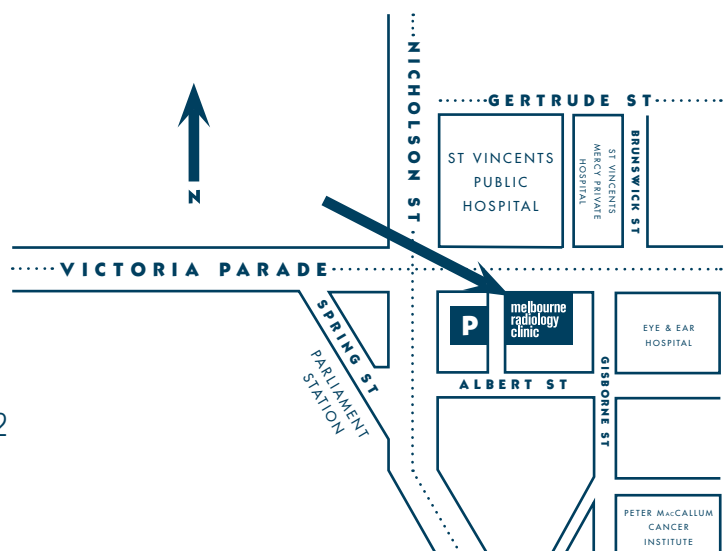 NICHOLSON ST
GERTRUDE ST
ST VINCENTS
PUBLIC
HOSPITAL
ST VINCENTS
MERCY PRIVATE
HOSPITAL
BRUNSWICK ST
N
VICTORIA PARADE
SPRING ST
PARLIAMENT
STATION
P
melbourne
radiology
clinic
EYE & EAR
HOSPITAL
ALBERT ST
GISBORNE ST
2
PETER MacCALLUM
CANCER
INSTITUTE